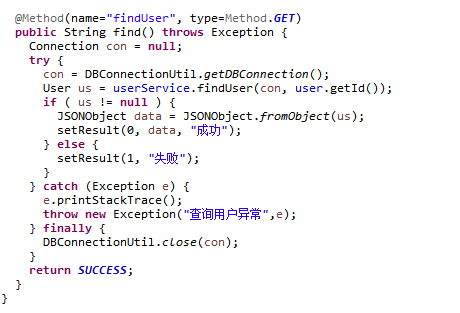 @Method(name="findUser", type=Method.GET)
public String find() throws Exception {
Connection con = null;
try {
con = DBConnectionUtil.getDBConnection();
User us = userService.findUser(con, user.getId());
if ( us != null ) {
JSONObject data = JSONObject.fromObject(us);
setResult(0, data, "成功");
} else {
setResult(1, "失败");
}
} catch (Exception e) {
e.printStackTrace();
throw new Exception("查询用户异常",e);
} finally {
DBConnectionUtil.close(con);
}
return SUCCESS;
}
}